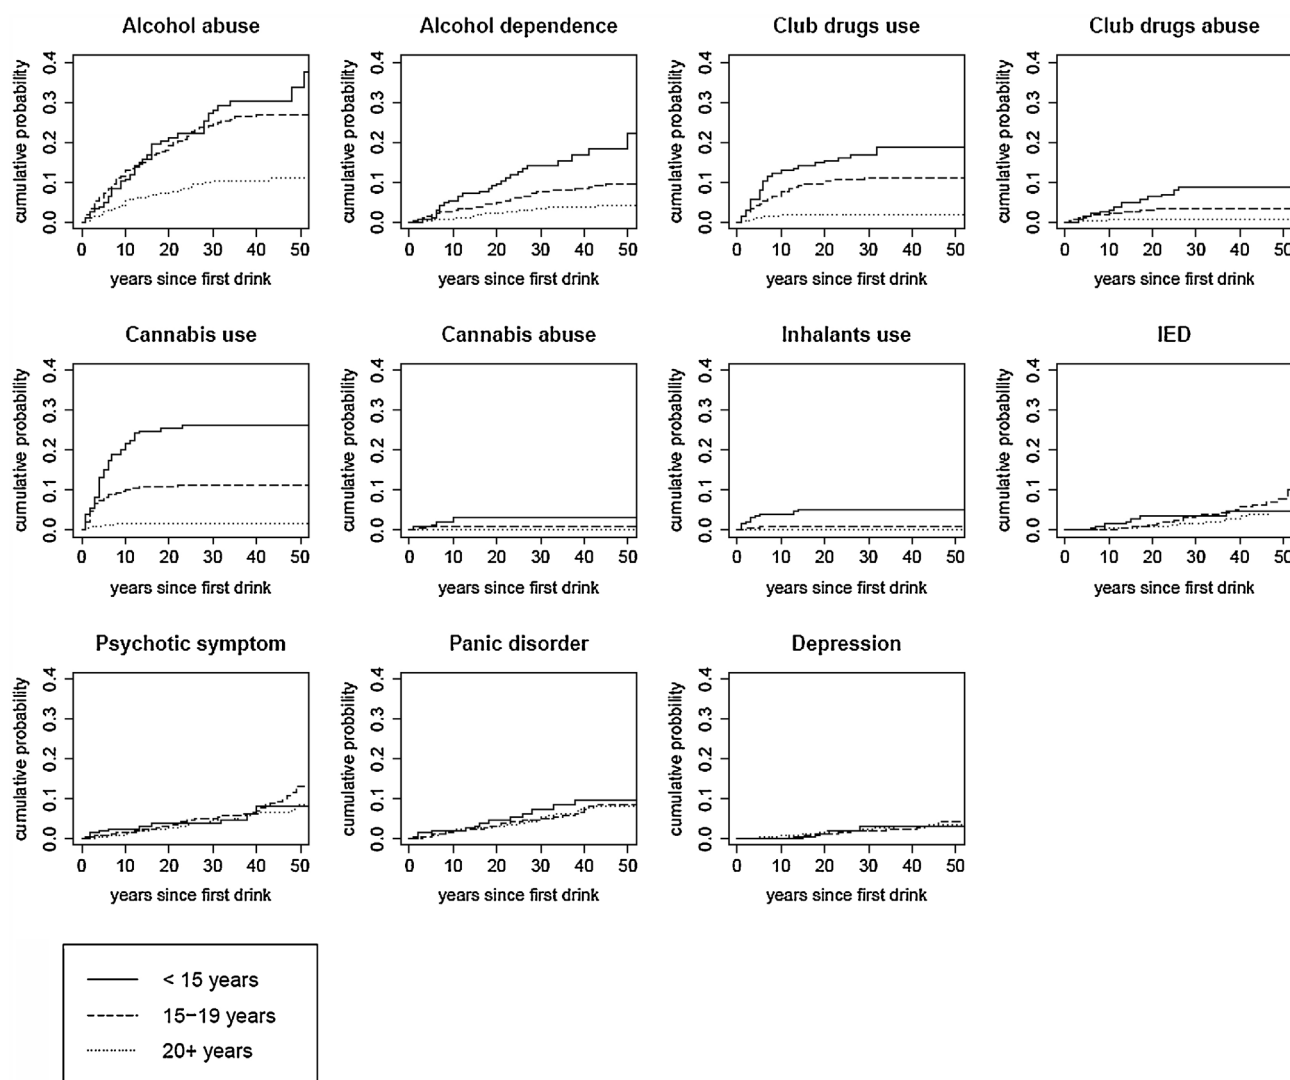 Alcohol abuse
cumulative probability
0.0 0.1 0.2 0.3 0.4
0 10 20 30 40 50
years since first drink
Alcohol dependence
cumulative probability
0.0 0.1 0.2 0.3 0.4
0 10 20 30 40 50
years since first drink
Club drugs use
cumulative probability
0.0 0.1 0.2 0.3 0.4
0 10 20 30 40 50
years since first drink
Club drugs abuse
cumulative probability
0.0 0.1 0.2 0.3 0.4
0 10 20 30 40 50
years since first drink
Cannabis use
cumulative probability
0.0 0.1 0.2 0.3 0.4
0 10 20 30 40 50
years since first drink
Cannabis abuse
cumulative probability
0.0 0.1 0.2 0.3 0.4
0 10 20 30 40 50
years since first drink
Inhalants use
cumulative probability
0.0 0.1 0.2 0.3 0.4
0 10 20 30 40 50
years since first drink
IED
cumulative probability
0.0 0.1 0.2 0.3 0.4
0 10 20 30 40 50
years since first drink
Psychotic symptom
cumulative probability
0.0 0.1 0.2 0.3 0.4
0 10 20 30 40 50
years since first drink
Panic disorder
cumulative probbility
0.0 0.1 0.2 0.3 0.4
0 10 20 30 40 50
years since first drink
Depression
cumulative probbility
0.0 0.1 0.2 0.3 0.4
0 10 20 30 40 50
years since first drink
< 15 years
15−19 years
20+ years